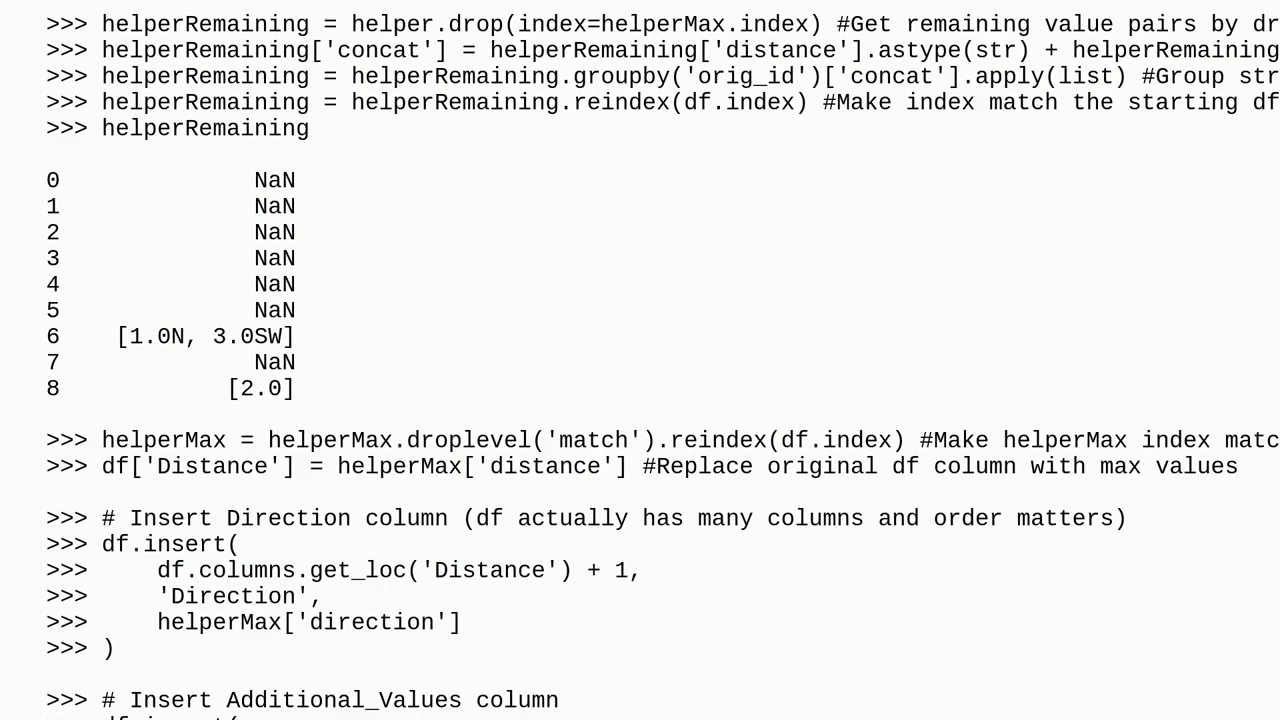 >>> helperRemaining = helper.drop(index=helperMax.index) #Get remaining value pairs by dr
>>> helperRemaining['concat'] = helperRemaining['distance'].astype(str) + helperRemaining
>>> helperRemaining = helperRemaining.groupby('orig_id')['concat'].apply(list) #Group str
>>> helperRemaining = helperRemaining.reindex(df.index) #Make index match the starting df
>>> helperRemaining
0 NaN
1 NaN
2 NaN
3 NaN
4 NaN
5 NaN
6 [1.0N, 3.0SW]
7 NaN
8 [2.0]
>>> helperMax = helperMax.droplevel('match').reindex(df.index) #Make helperMax index matc
>>> df['Distance'] = helperMax['distance'] #Replace original df column with max values
>>> # Insert Direction column (df actually has many columns and order matters)
>>> df.insert(
>>>     df.columns.get_loc('Distance') + 1,
>>>     'Direction',
>>>     helperMax['direction']
>>> )
>>> # Insert Additional_Values column
>>> df.insert(